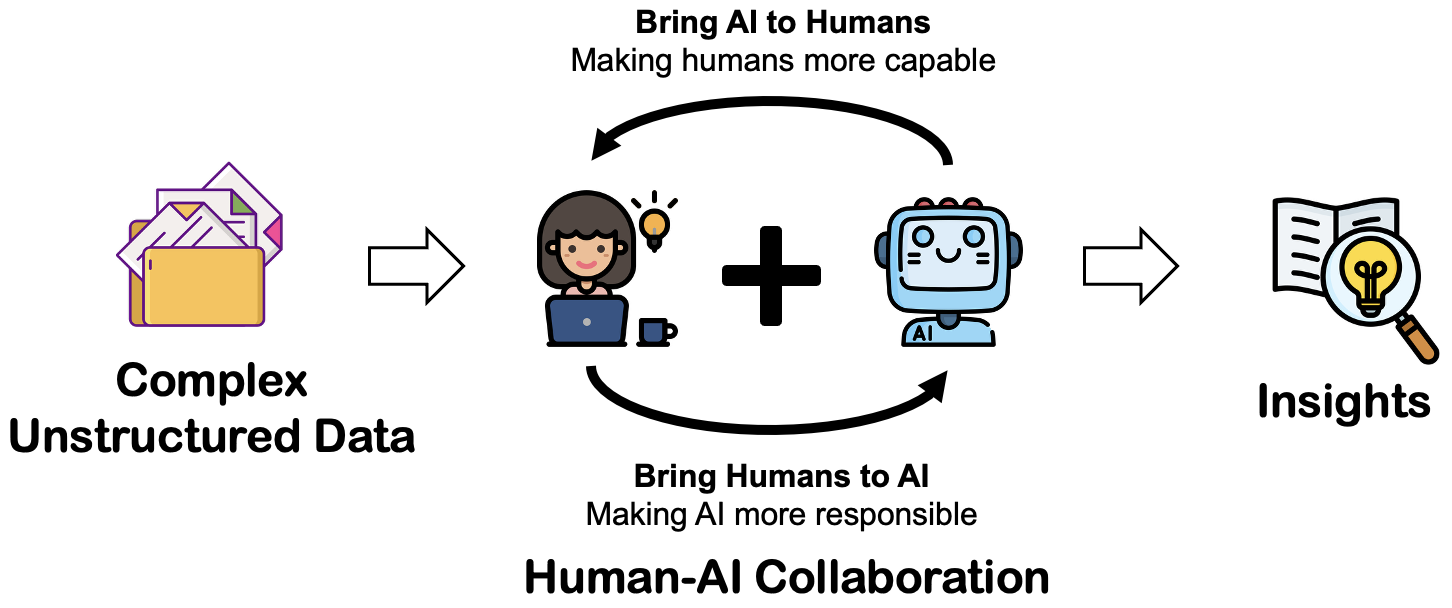 Bring AI to Humans
Making humans more capable
AI
Complex
Unstructured Data
Insights
Bring Humans to AI
Making AI more responsible
Human-AI Collaboration